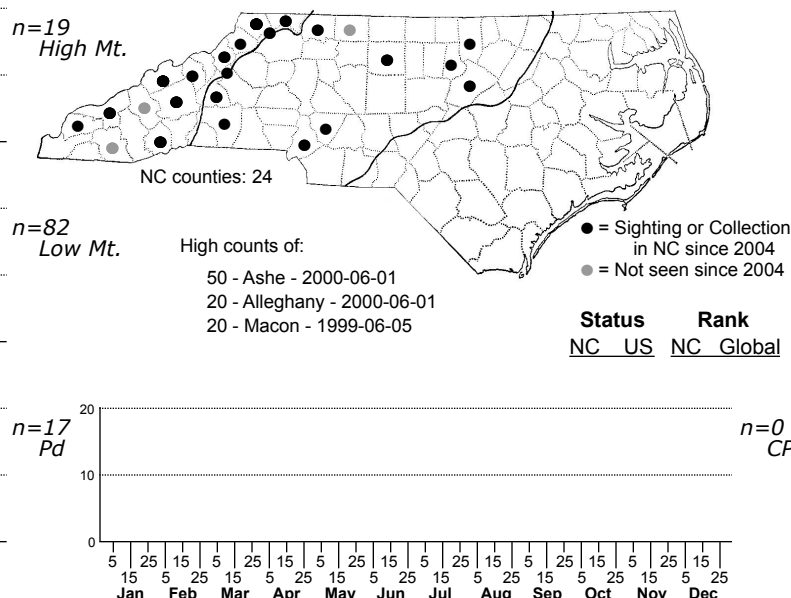 n=19
High Mt.
NC counties: 24
n=82
Low Mt.
High counts of:
50 - Ashe - 2000-06-01
20 - Alleghany - 2000-06-01
20 - Macon - 1999-06-05
= Sighting or Collection
in NC since 2004
= Not seen since 2004
Status Rank
NC US NC Global
n=17
Pd
n=0
CP
20
10
0
5 25 15 5 25 15 5 25 15 5 25 15 5 25 15 5 25 15
15 5 25 15 5 25 15 5 25 15 5 25 15 5 25 15 5 25
Jan Feb Mar Apr May Jun Jul Aug Sep Oct Nov Dec